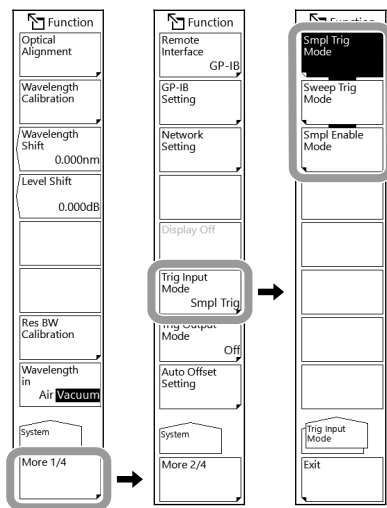 Function
Optical
Alignment
Wavelength
Calibration
Wavelength
Shift
0.000nm
Level Shift
0.000dB
Res BW
Calibration
Wavelength
in
Air Vacuum
System
More 1/4
Function
Remote
Interface
GP-IB
GP-IB
Setting
Network
Setting
Display Off
Trig Input
Mode
Smpl Trig
Trig Output
Mode
Off
Auto Offset
Setting
System
More 2/4
Function
Smpl Trig
Mode
Sweep Trig
Mode
Smpl Enable
Mode
Trig Input
Mode
Exit